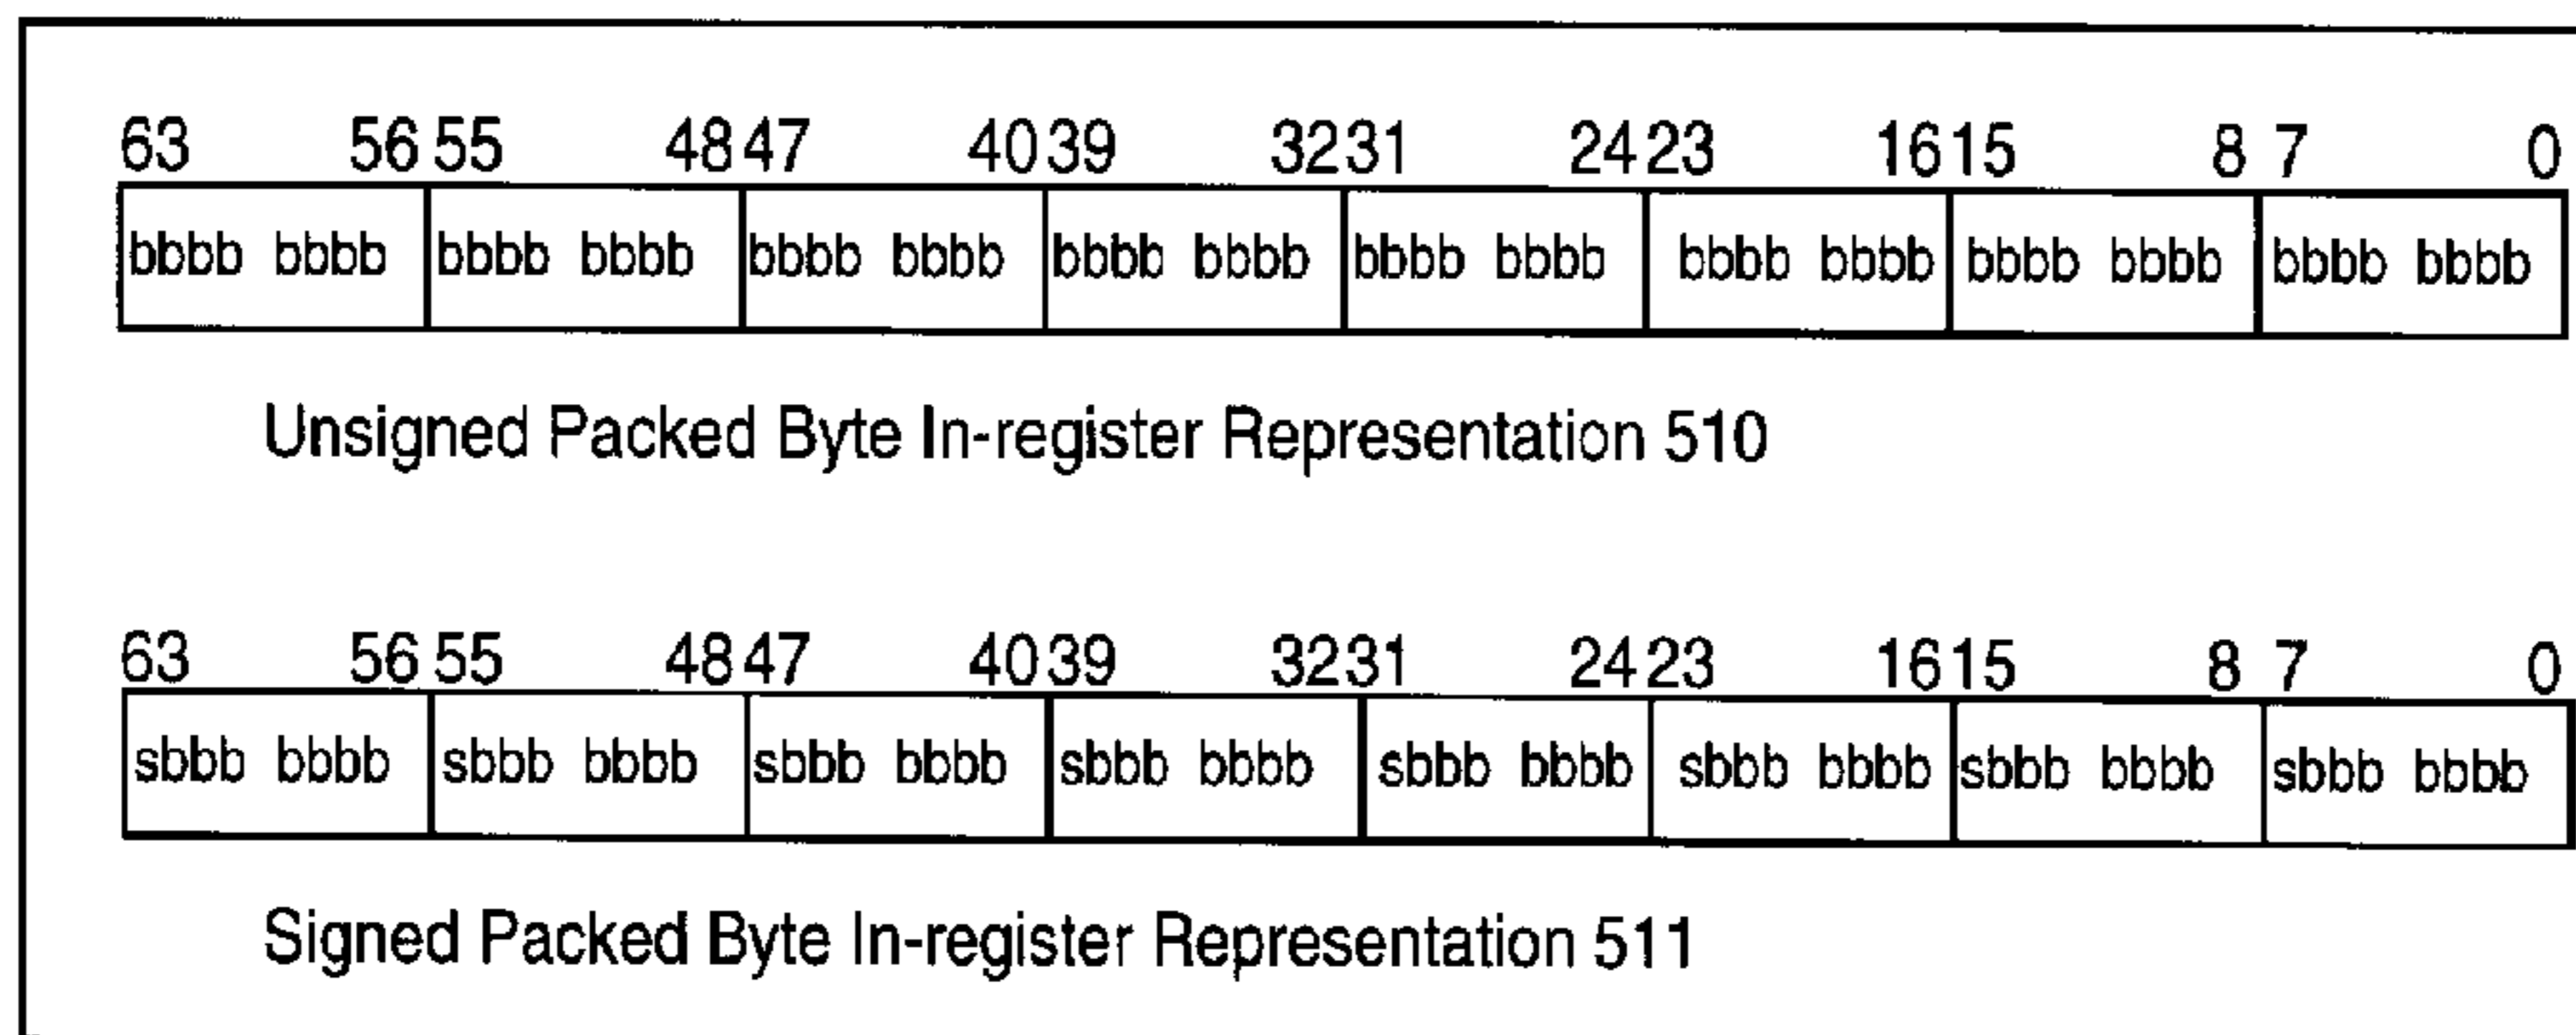 63 56 55 48 47 40 39 32 31 24 23 16 15 8 7 0
bbbb bbbb bbbb bbbb bbbb bbbb bbbb bbbb bbbb bbbb bbbb bbbb bbbb bbbb bbbb bbbb
Unsigned Packed Byte In-register Representation 510
63 56 55 48 47 40 39 32 31 24 23 16 15 8 7 0
sbbb bbbb sbbb bbbb sbbb bbbb sbbb bbbb sbbb bbbb sbbb bbbb sbbb bbbb sbbb bbbb
Signed Packed Byte In-register Representation 511